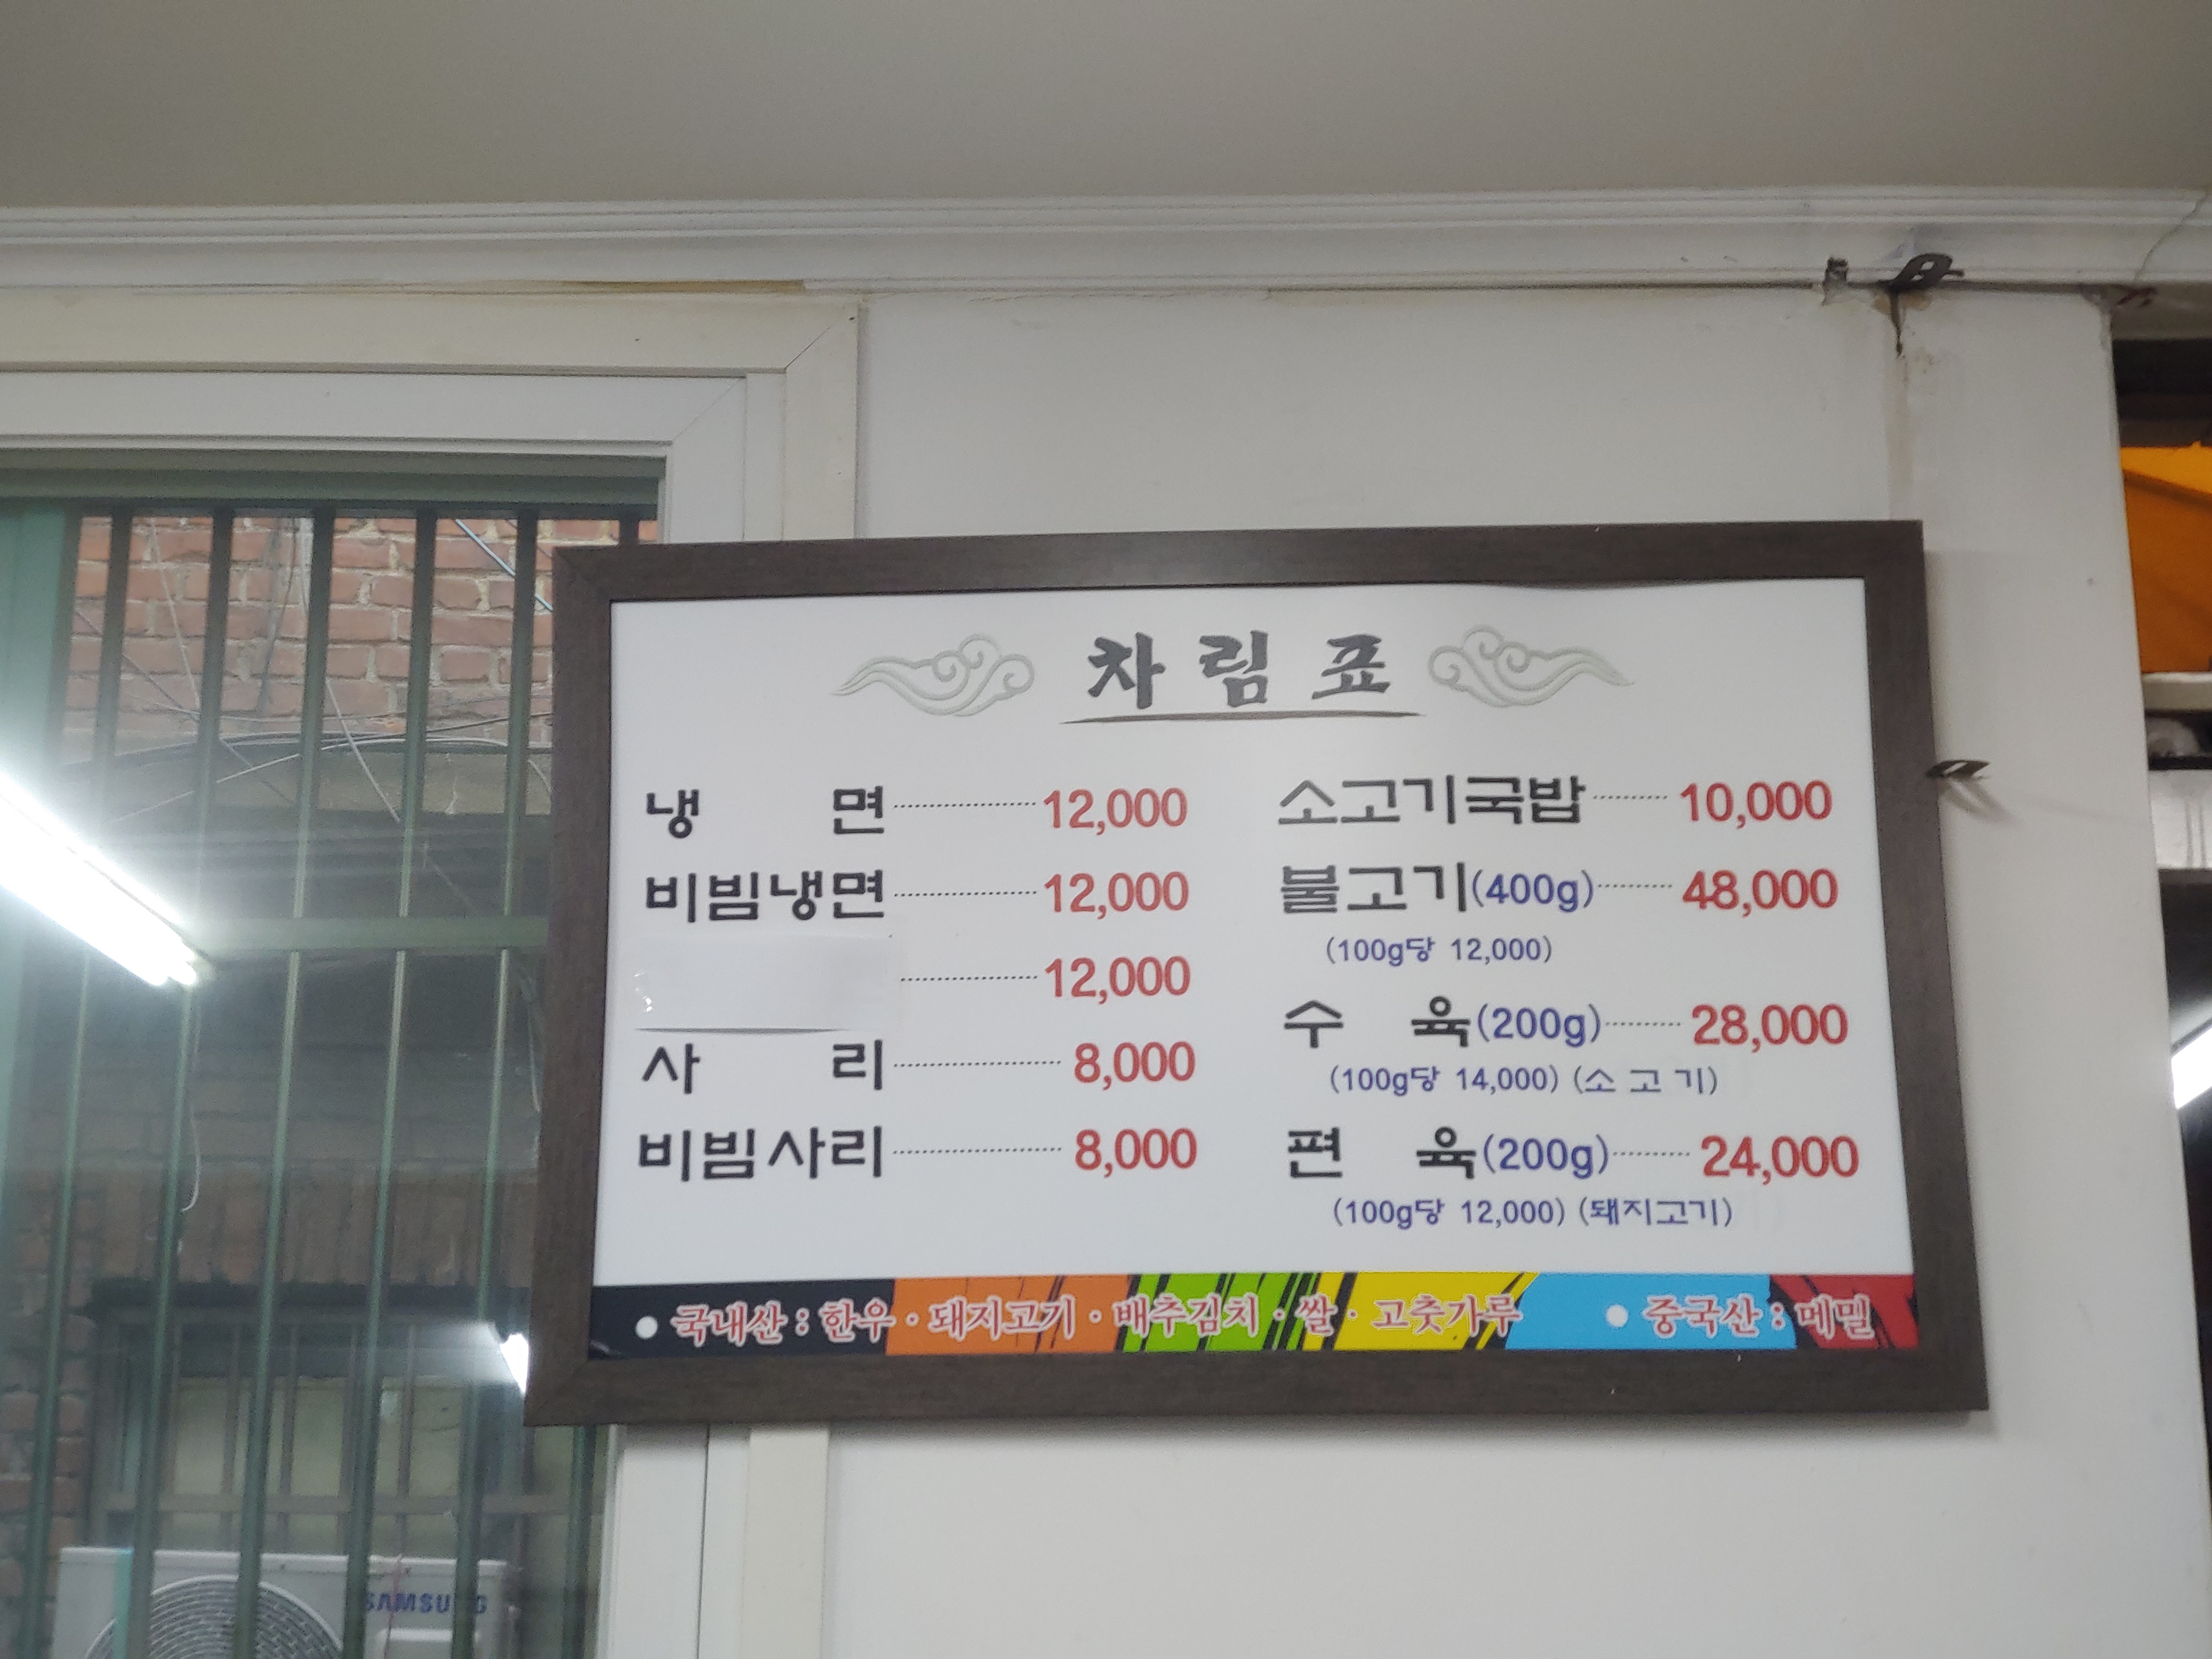 차림표
냉면 12,000
비빔냉면 12,000
12,000
사리 8,000
비빔사리 8,000
소고기국밥 10,000
불고기(400g) 48,000
(100g당 12,000)
수육(200g) 28,000
(100g당 14,000) (소고기)
편육(200g) 24,000
(100g당 12,000) (돼지고기)
● 국내산 : 한우 · 돼지고기 · 배추김치 · 쌀 · 고춧가루 ● 중국산 : 메밀
SAMSUNG